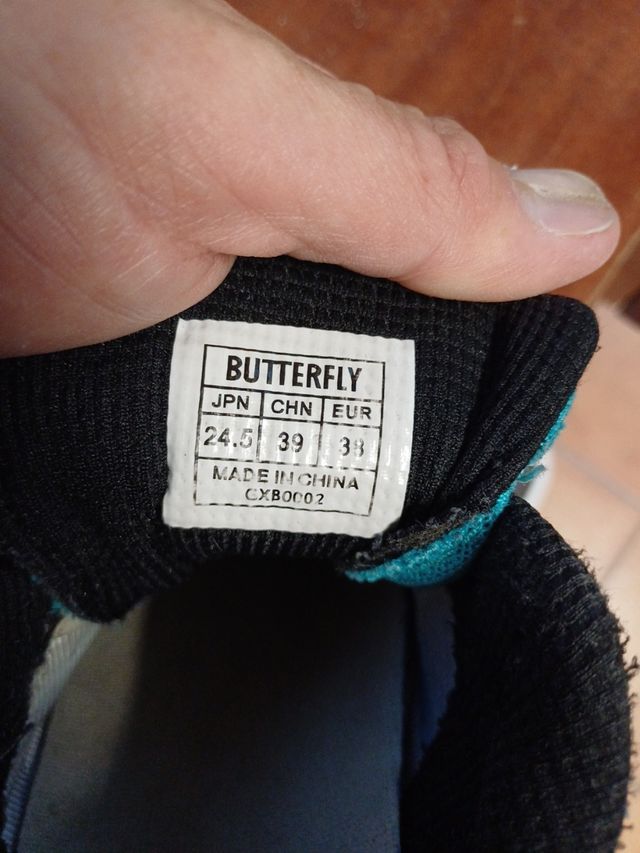 BUTTERFLY
JPN CHN EUR
24.5 39 38
MADE IN CHINA
CXB0002